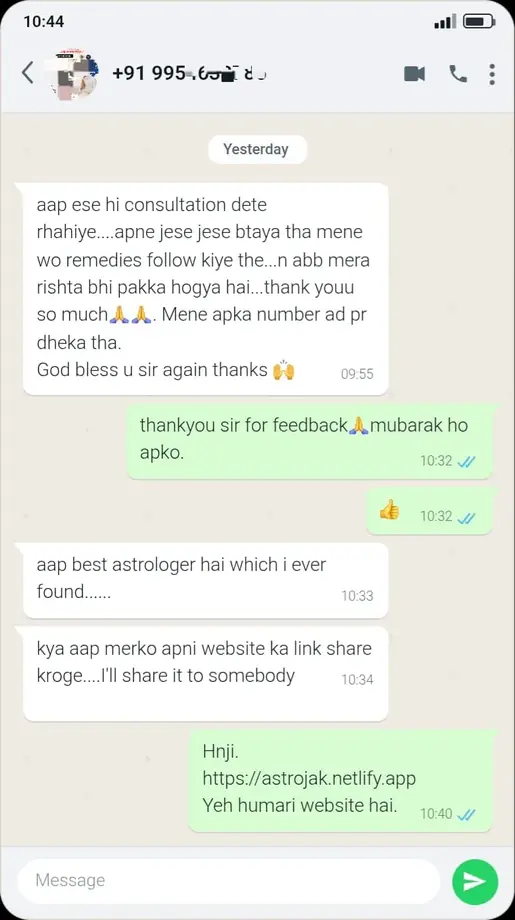 10:44
+91 995
Yesterday
aap ese hi consultation dete
rhahiye....apne jese jese btaya tha mene
wo remedies follow kiye the...n abb mera
rishta bhi pakka hogya hai...thank youu
so much🙏🙏. Mene apka number ad pr
dheka tha.
God bless u sir again thanks 🙌
09:55
thankyou sir for feedback🙏mubarak ho
apko.
10:32
👍
10:32
aap best astrologer hai which i ever
found......
10:33
kya aap merko apni website ka link share
kroge....I'll share it to somebody
10:34
Hnji.
https://astrojak.netlify.app
Yeh humari website hai.
10:40
Message